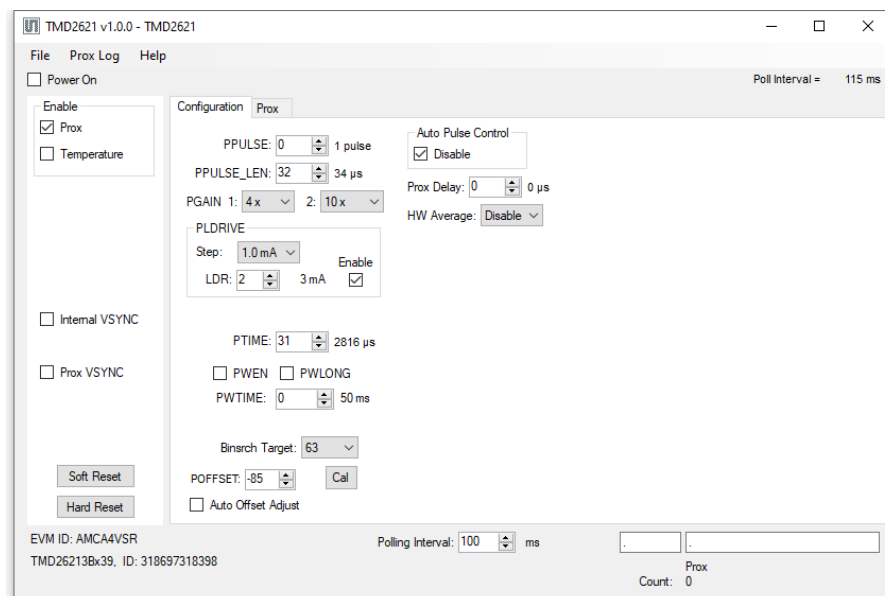 TMD2621 v1.0.0 - TMD2621
File Prox Log Help
Power On
Poll Interval = 115 ms
Enable
Prox
Temperature
Internal VSYNC
Prox VSYNC
Soft Reset
Hard Reset
Configuration Prox
PPULSE: 0 1 pulse
PPULSE_LEN: 32 34 µs
PGAIN 1: 4 x 2: 10 x
PLDRIVE
Step: 1.0 mA
Enable
LDR: 2 3 mA
PTIME: 31 2816 µs
PWEN PWLONG
PWTIME: 0 50 ms
Binsrch Target: 63
POFFSET: -85 Cal
Auto Offset Adjust
Auto Pulse Control
Disable
Prox Delay: 0 0 µs
HW Average: Disable
EVM ID: AMCA4VSR
TMD26213Bx39, ID: 318697318398
Polling Interval: 100 ms
. .
Prox
Count: 0